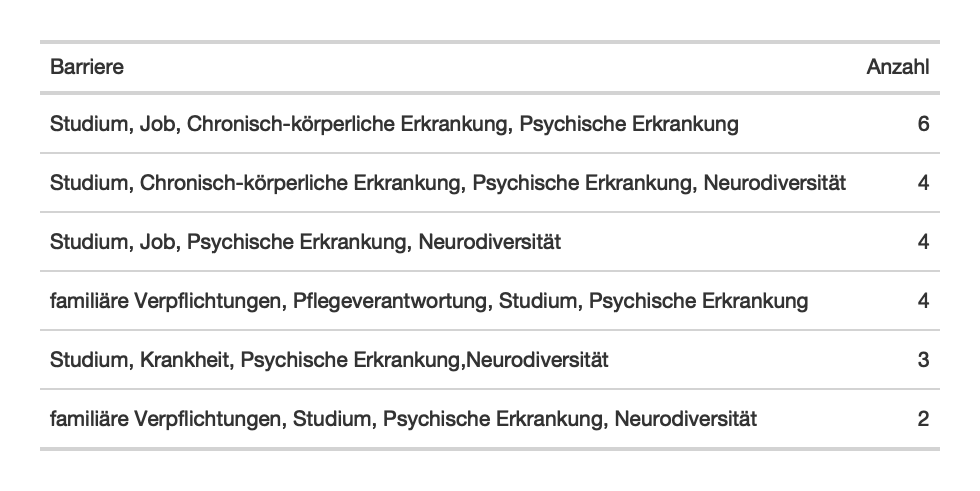 Barriere Anzahl
Studium, Job, Chronisch-körperliche Erkrankung, Psychische Erkrankung 6
Studium, Chronisch-körperliche Erkrankung, Psychische Erkrankung, Neurodiversität 4
Studium, Job, Psychische Erkrankung, Neurodiversität 4
familiäre Verpflichtungen, Pflegeverantwortung, Studium, Psychische Erkrankung 4
Studium, Krankheit, Psychische Erkrankung,Neurodiversität 3
familiäre Verpflichtungen, Studium, Psychische Erkrankung, Neurodiversität 2